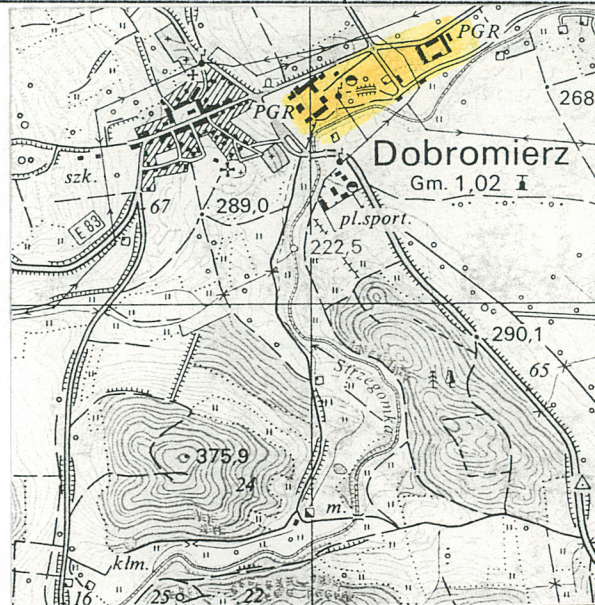 PGR
PGR
268
szk.
Dobromierz
Gm. 1,02
67
289,0
pl.sport.
E 83
222,5
290,1
65
Strzegomka
375,9
24
m.
kłm.
16
25
22